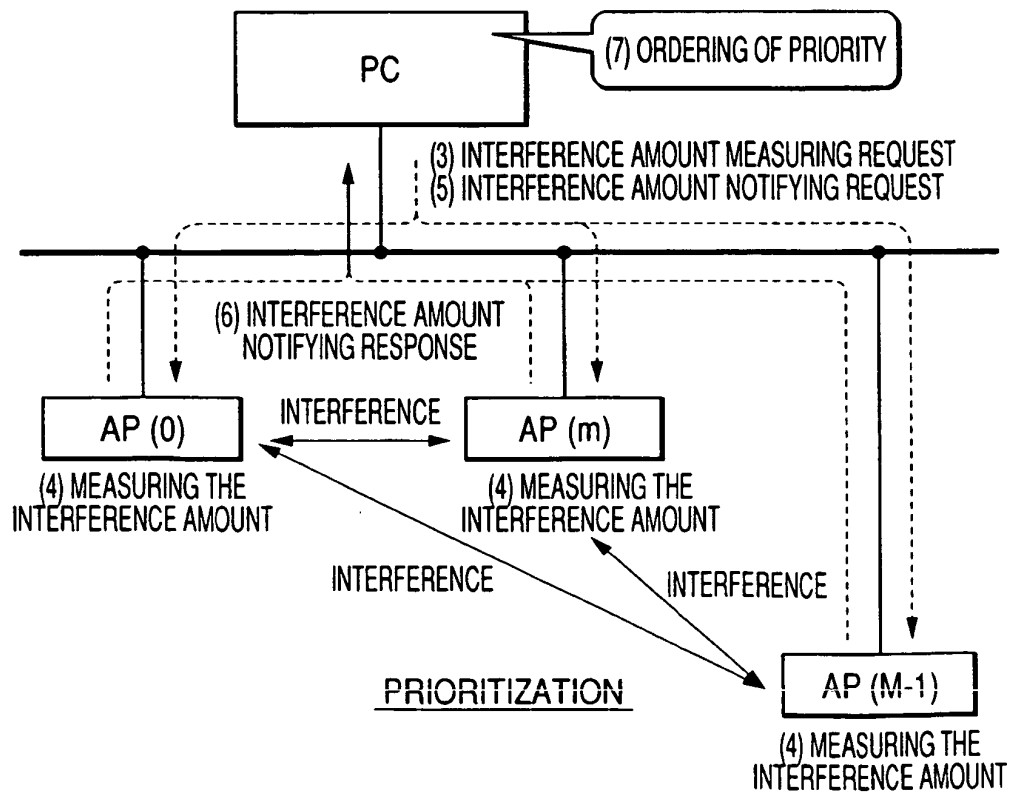 PC
(7) ORDERING OF PRIORITY
(3) INTERFERENCE AMOUNT MEASURING REQUEST
(5) INTERFERENCE AMOUNT NOTIFYING REQUEST
(6) INTERFERENCE AMOUNT
NOTIFYING RESPONSE
AP (0)
INTERFERENCE
AP (m)
(4) MEASURING THE
INTERFERENCE AMOUNT
(4) MEASURING THE
INTERFERENCE AMOUNT
INTERFERENCE
INTERFERENCE
AP (M-1)
PRIORITIZATION
(4) MEASURING THE
INTERFERENCE AMOUNT